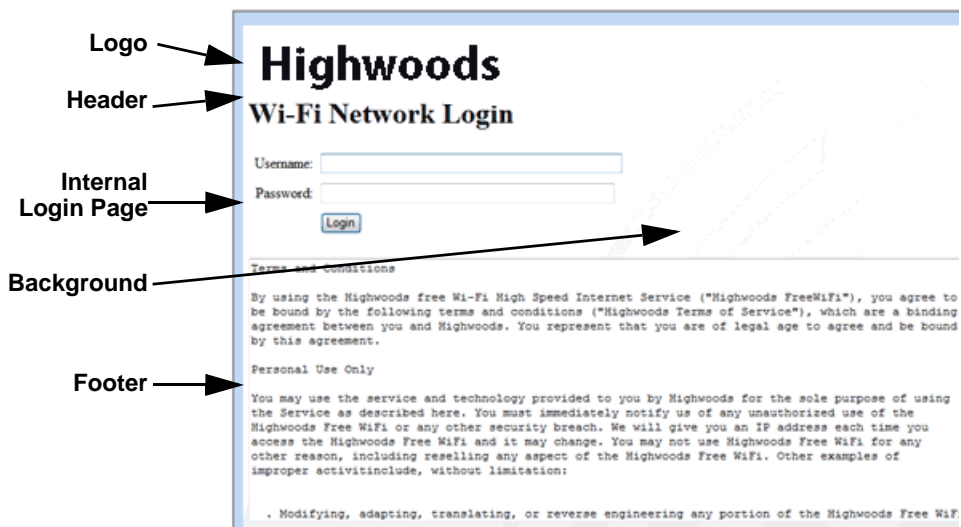 Logo
Highwoods
Header
Wi-Fi Network Login
Username:
Internal
Login Page
Password:
Login
Background
Terms and Conditions
By using the Highwoods free Wi-Fi High Speed Internet Service ("Highwoods FreeWiFi"), you agree to
be bound by the following terms and conditions ("Highwoods Terms of Service"), which are a binding
agreement between you and Highwoods. You represent that you are of legal age to agree and be bound
by this agreement.
Personal Use Only
Footer
You may use the service and technology provided to you by Highwoods for the sole purpose of using
the Service as described here. You must immediately notify us of any unauthorized use of the
Highwoods Free WiFi or any other security breach. We will give you an IP address each time you
access the Highwoods Free WiFi and it may change. You may not use Highwoods Free WiFi for any
other reason, including reselling any aspect of the Highwoods Free WiFi. Other examples of
improper activitinclude, without limitation:
. Modifying, adapting, translating, or reverse engineering any portion of the Highwoods Free WiFi